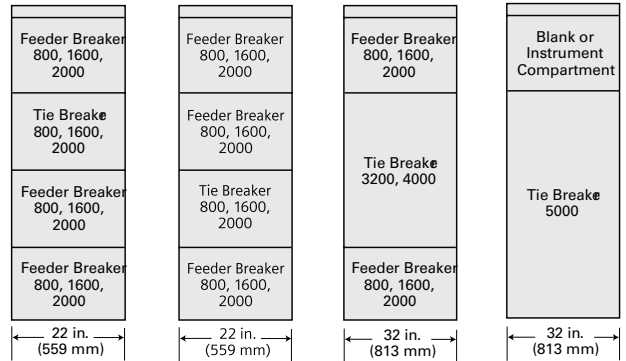 Feeder Breaker
800, 1600,
2000
Tie Breaker
800, 1600,
2000
Feeder Breaker
800, 1600,
2000
Feeder Breaker
800, 1600,
2000
22 in.
(559 mm)
Feeder Breaker
800, 1600,
2000
Feeder Breaker
800, 1600,
2000
Tie Breaker
800, 1600,
2000
Feeder Breaker
800, 1600,
2000
22 in.
(559 mm)
Feeder Breaker
800, 1600,
2000
Tie Breaker
3200, 4000
Feeder Breaker
800, 1600,
2000
32 in.
(813 mm)
Blank or
Instrument
Compartment
Tie Breaker
5000
32 in.
(813 mm)